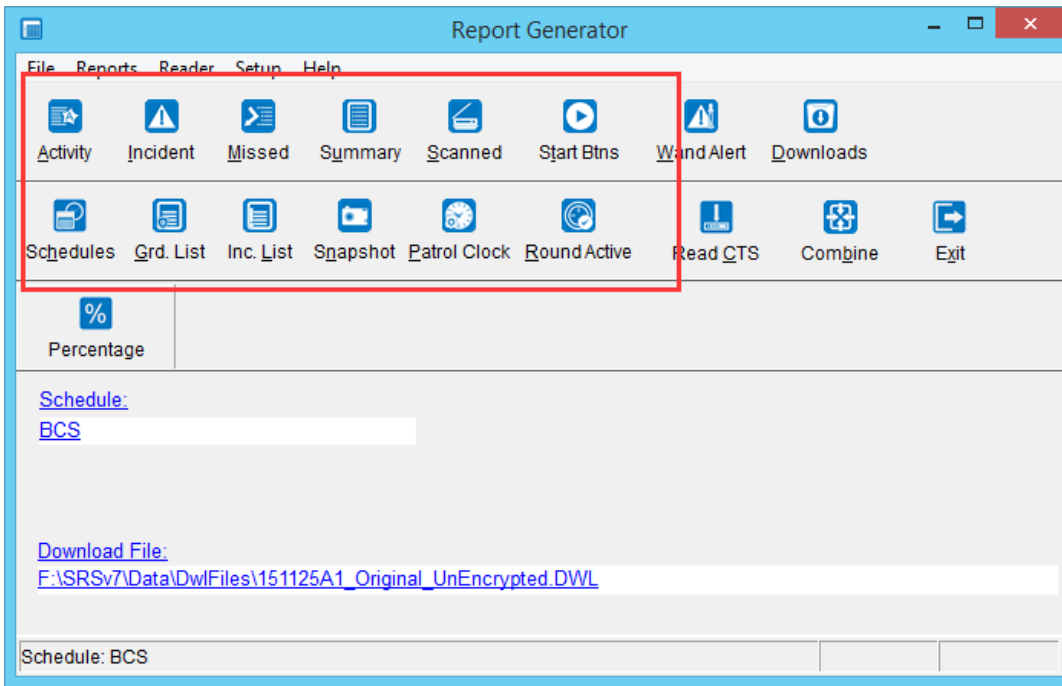 Report Generator
File Reports Reader Setup Help
Activity Incident Missed Summary Scanned Start Btns Wand Alert Downloads
Schedules Grd. List Inc. List Snapshot Patrol Clock Round Active Read CTS Combine Exit
%
Percentage
Schedule:
BCS
Download File:
F:\SRSv7\Data\DwlFiles\151125A1_Original_UnEncrypted.DWL
Schedule: BCS